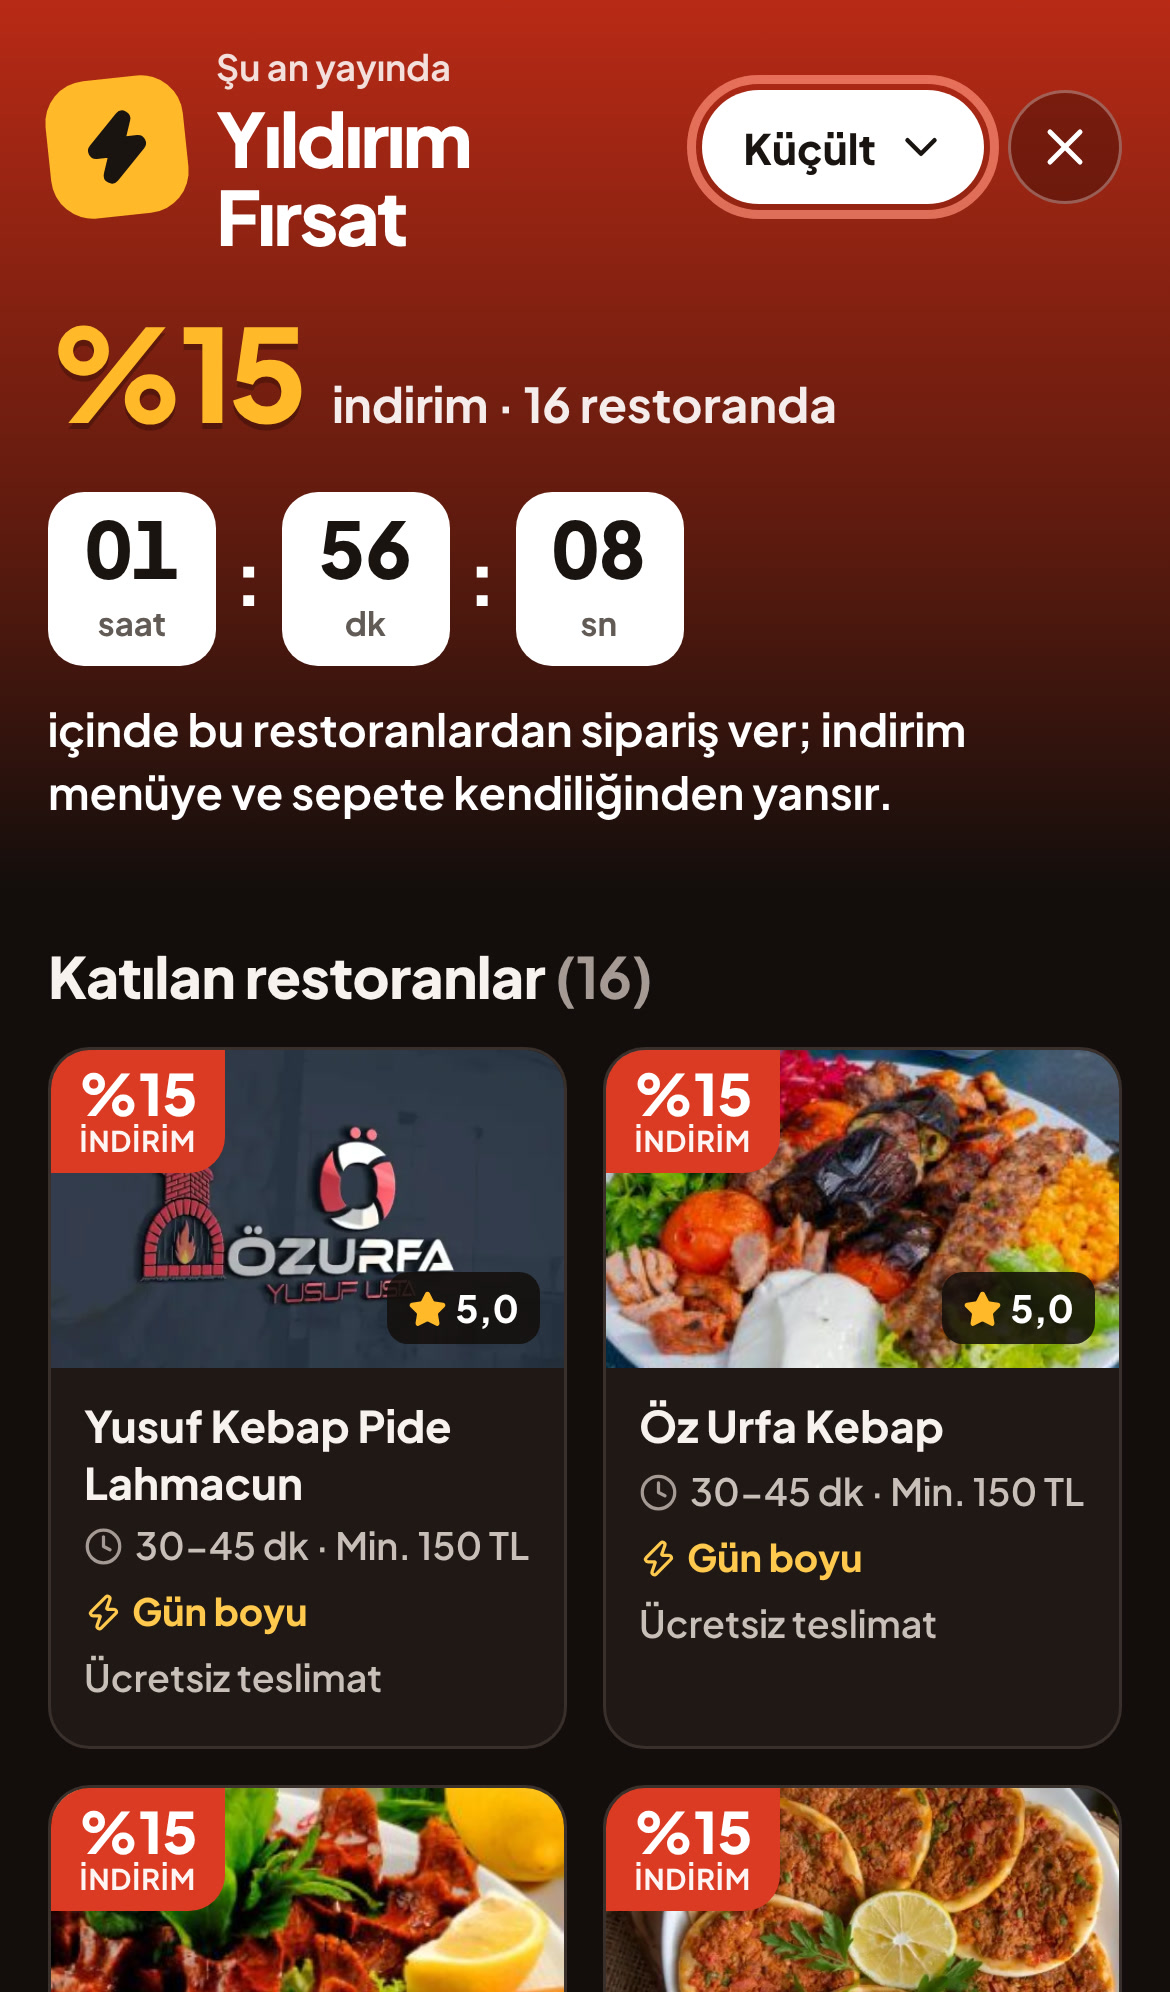 Şu an yayında
Yıldırım
Fırsat
Küçült
%15 indirim · 16 restoranda
01 : 56 : 08
saat dk sn
içinde bu restoranlardan sipariş ver; indirim
menüye ve sepete kendiliğinden yansır.
Katılan restoranlar (16)
%15
İNDİRİM
ÖZURFA
YUSUF USTA
5,0
Yusuf Kebap Pide
Lahmacun
30–45 dk · Min. 150 TL
Gün boyu
Ücretsiz teslimat
%15
İNDİRİM
5,0
Öz Urfa Kebap
30–45 dk · Min. 150 TL
Gün boyu
Ücretsiz teslimat
%15
İNDİRİM
%15
İNDİRİM